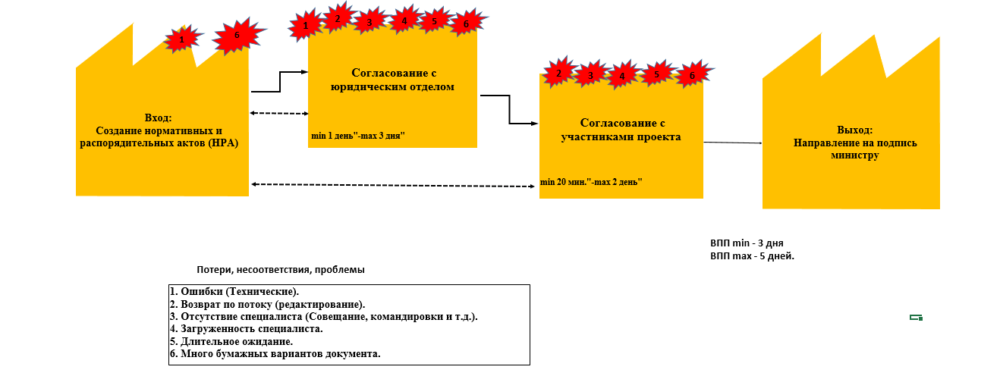 1
6
Вход:
Создание нормативных и
распорядительных актов (НРА)
1
2
3
4
5
6
Согласование с
юридическим отделом
min 1 день"-max 3 дня"
2
3
4
5
6
Согласование с
участниками проекта
min 20 мин."-max 2 день"
Выход:
Направление на подпись
министру
ВПП min - 3 дня
ВПП max - 5 дней.
Потери, несоответствия, проблемы
1. Ошибки (Технические).
2. Возврат по потоку (редактирование).
3. Отсутствие специалиста (Совещание, командировки и т.д.).
4. Загруженность специалиста.
5. Длительное ожидание.
6. Много бумажных вариантов документа.